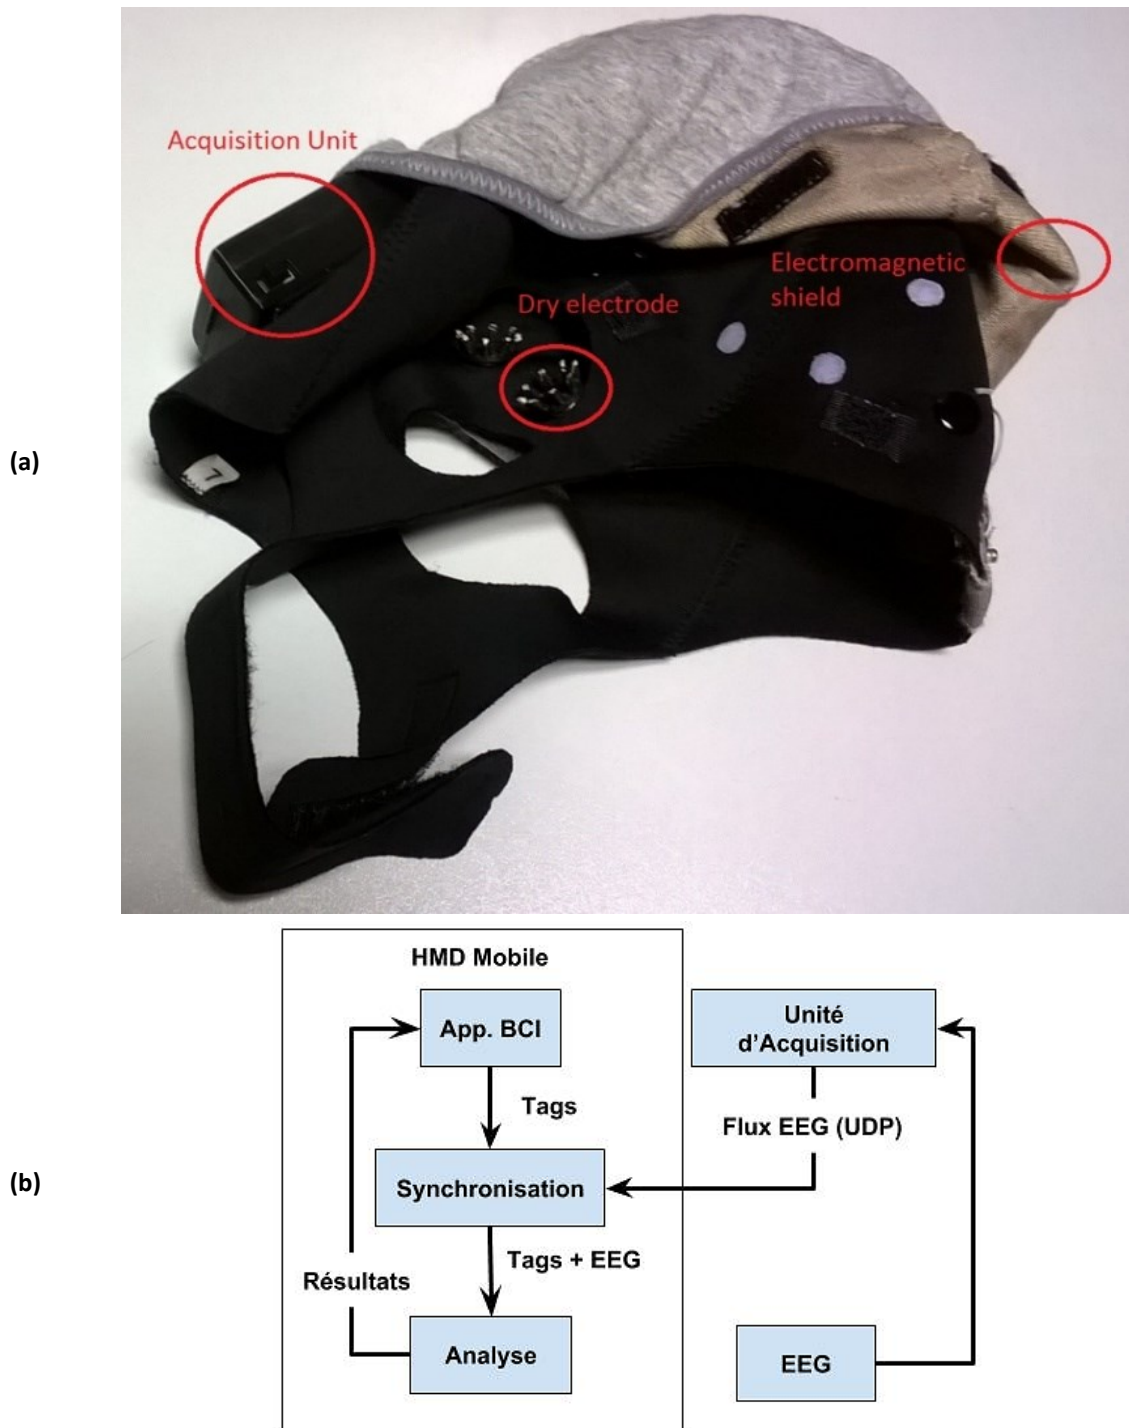 Acquisition Unit
Electromagnetic
shield
Dry electrode
7
(a)
HMD Mobile
App. BCI
Unité
d'Acquisition
Tags
Flux EEG (UDP)
(b)
Synchronisation
Tags + EEG
Résultats
Analyse
EEG